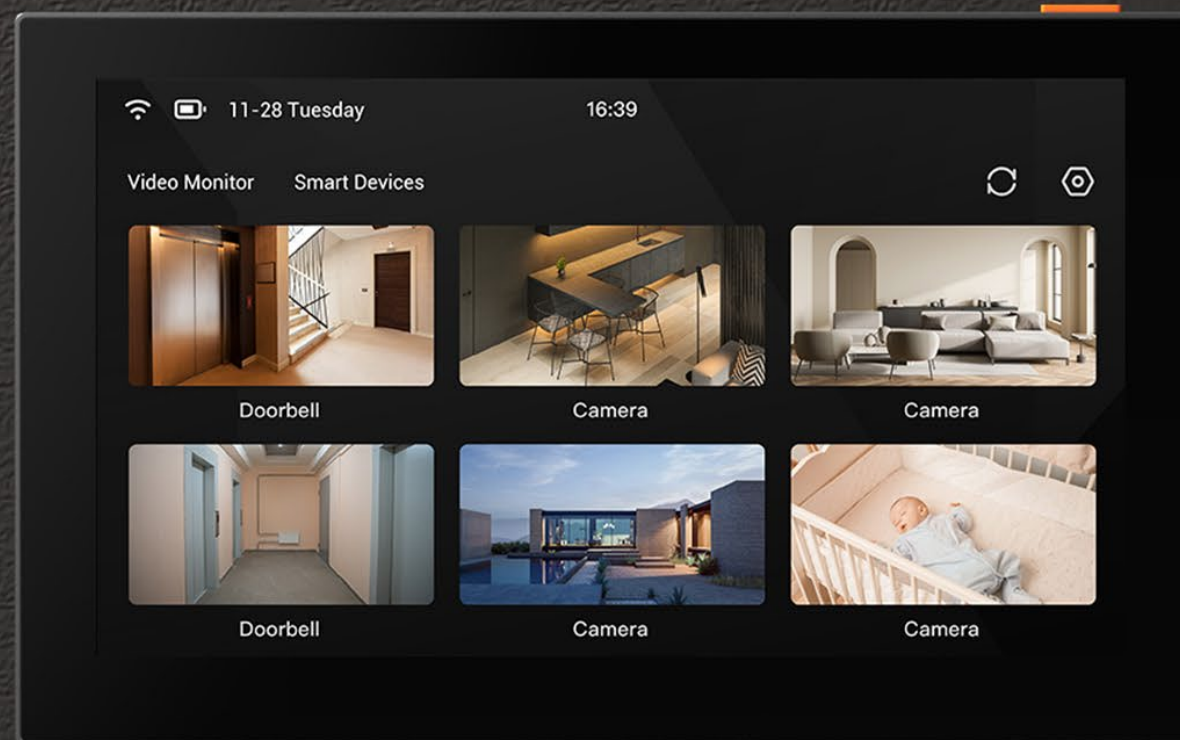 11-28 Tuesday
16:39
Video Monitor
Smart Devices
Doorbell
Camera
Camera
Doorbell
Camera
Camera